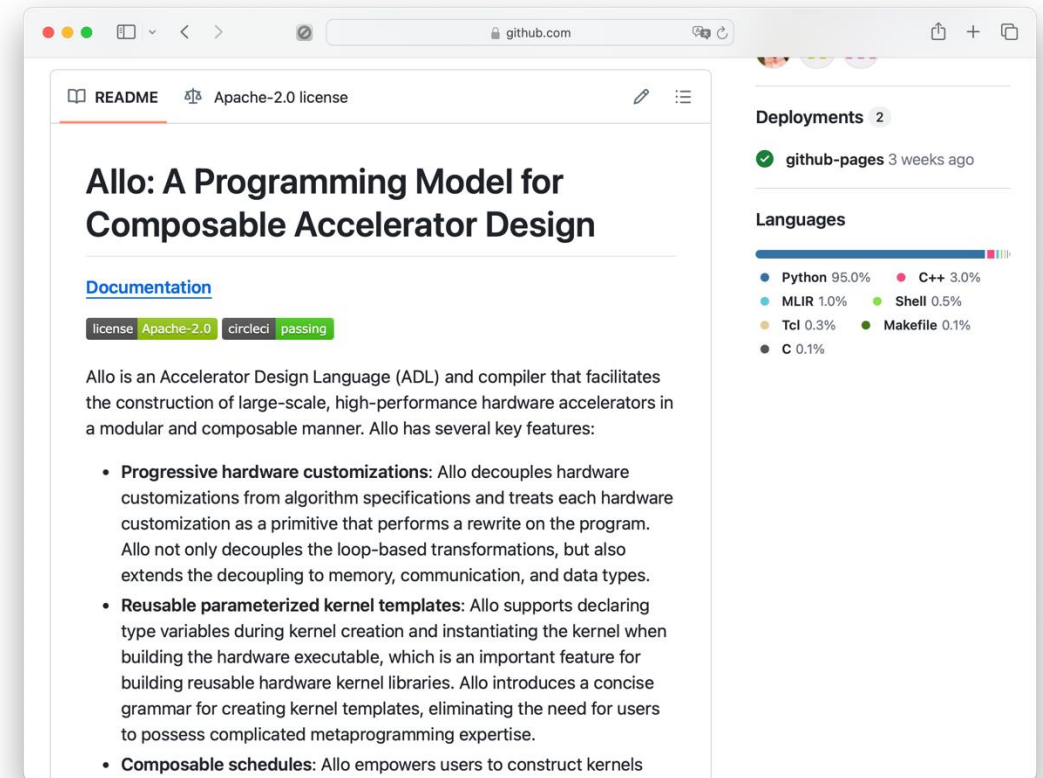 github.com
README Apache-2.0 license
Allo: A Programming Model for
Composable Accelerator Design
Documentation
license Apache-2.0 circleci passing
Allo is an Accelerator Design Language (ADL) and compiler that facilitates
the construction of large-scale, high-performance hardware accelerators in
a modular and composable manner. Allo has several key features:
• Progressive hardware customizations: Allo decouples hardware
customizations from algorithm specifications and treats each hardware
customization as a primitive that performs a rewrite on the program.
Allo not only decouples the loop-based transformations, but also
extends the decoupling to memory, communication, and data types.
• Reusable parameterized kernel templates: Allo supports declaring
type variables during kernel creation and instantiating the kernel when
building the hardware executable, which is an important feature for
building reusable hardware kernel libraries. Allo introduces a concise
grammar for creating kernel templates, eliminating the need for users
to possess complicated metaprogramming expertise.
• Composable schedules: Allo empowers users to construct kernels
Deployments 2
github-pages 3 weeks ago
Languages
Python 95.0% C++ 3.0%
MLIR 1.0% Shell 0.5%
Tcl 0.3% Makefile 0.1%
C 0.1%